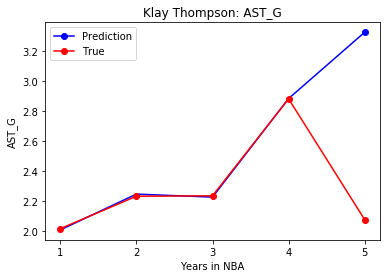 Klay Thompson: AST_G
Prediction
True
AST_G
3.2
3.0
2.8
2.6
2.4
2.2
2.0
1
2
3
4
5
Years in NBA